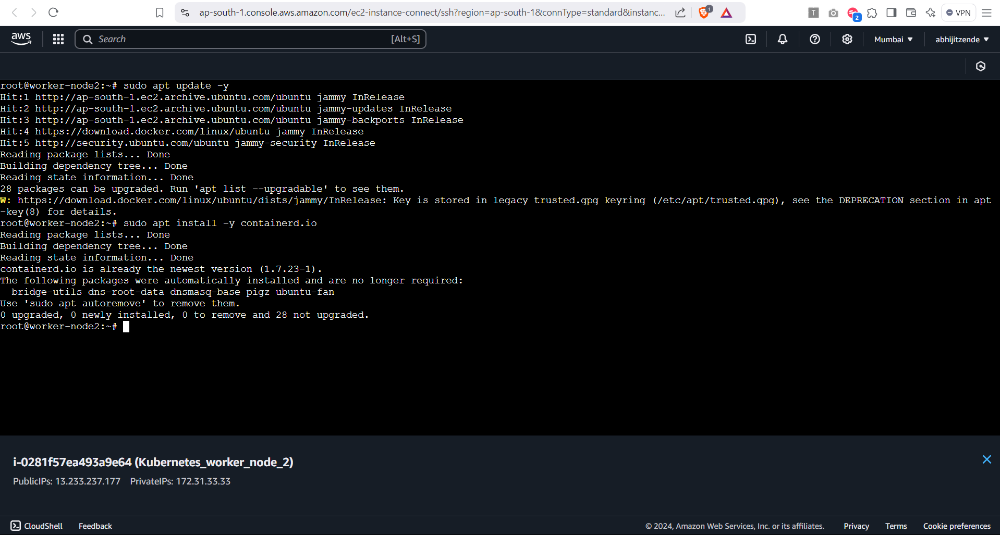 ap-south-1.console.aws.amazon.com/ec2-instance-connect/ssh?region=ap-south-1&connType=standard&instanc...
1
T
2
VPN
aws
Search
[Alt+S]
Mumbai
abhijitzende
root@worker-node2:~# sudo apt update -y
Hit:1 http://ap-south-1.ec2.archive.ubuntu.com/ubuntu jammy InRelease
Hit:2 http://ap-south-1.ec2.archive.ubuntu.com/ubuntu jammy-updates InRelease
Hit:3 http://ap-south-1.ec2.archive.ubuntu.com/ubuntu jammy-backports InRelease
Hit:4 https://download.docker.com/linux/ubuntu jammy InRelease
Hit:5 http://security.ubuntu.com/ubuntu jammy-security InRelease
Reading package lists... Done
Building dependency tree... Done
Reading state information... Done
28 packages can be upgraded. Run 'apt list --upgradable' to see them.
W: https://download.docker.com/linux/ubuntu/dists/jammy/InRelease: Key is stored in legacy trusted.gpg keyring (/etc/apt/trusted.gpg), see the DEPRECATION section in apt
-key(8) for details.
root@worker-node2:~# sudo apt install -y containerd.io
Reading package lists... Done
Building dependency tree... Done
Reading state information... Done
containerd.io is already the newest version (1.7.23-1).
The following packages were automatically installed and are no longer required:
  bridge-utils dns-root-data dnsmasq-base pigz ubuntu-fan
Use 'sudo apt autoremove' to remove them.
0 upgraded, 0 newly installed, 0 to remove and 28 not upgraded.
root@worker-node2:~#
i-0281f57ea493a9e64 (Kubernetes_worker_node_2)
PublicIPs: 13.233.237.177 PrivateIPs: 172.31.33.33
CloudShell Feedback
© 2024, Amazon Web Services, Inc. or its affiliates. Privacy Terms Cookie preferences